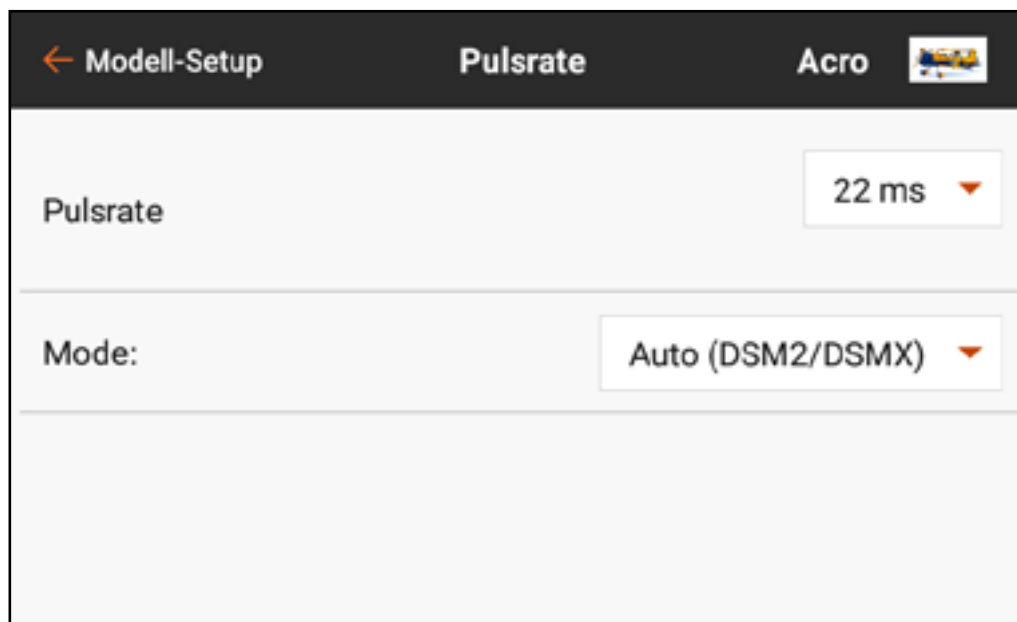 ← Modell-Setup Pulsrate Acro
Pulsrate 22 ms
Mode: Auto (DSM2/DSMX)